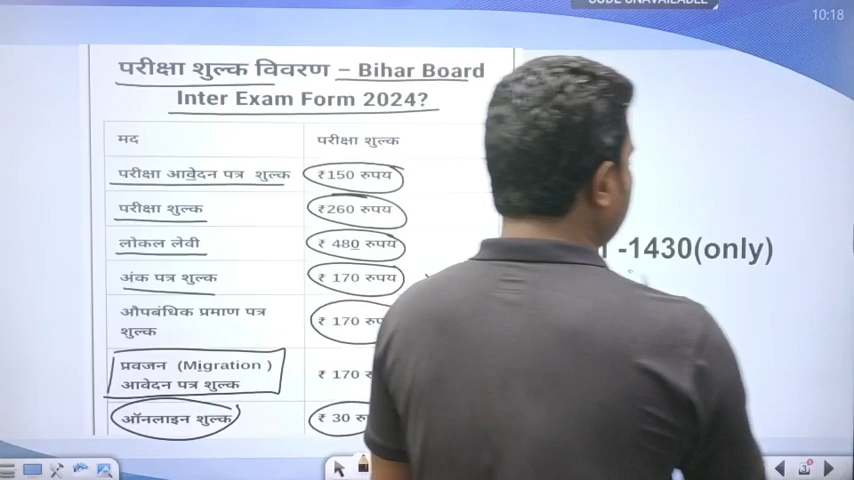 CODE UNAVAILABLE
10:18
परीक्षा शुल्क विवरण – Bihar Board
Inter Exam Form 2024?
मद परीक्षा शुल्क
परीक्षा आवेदन पत्र शुल्क ₹150 रुपय
परीक्षा शुल्क ₹260 रुपय
लोकल लेवी ₹ 480 रुपय
-1430(only)
अंक पत्र शुल्क ₹ 170 रुपय
औपबंधिक प्रमाण पत्र
शुल्क ₹ 170
प्रवजन (Migration )
आवेदन पत्र शुल्क ₹ 170
ऑनलाइन शुल्क ₹ 30